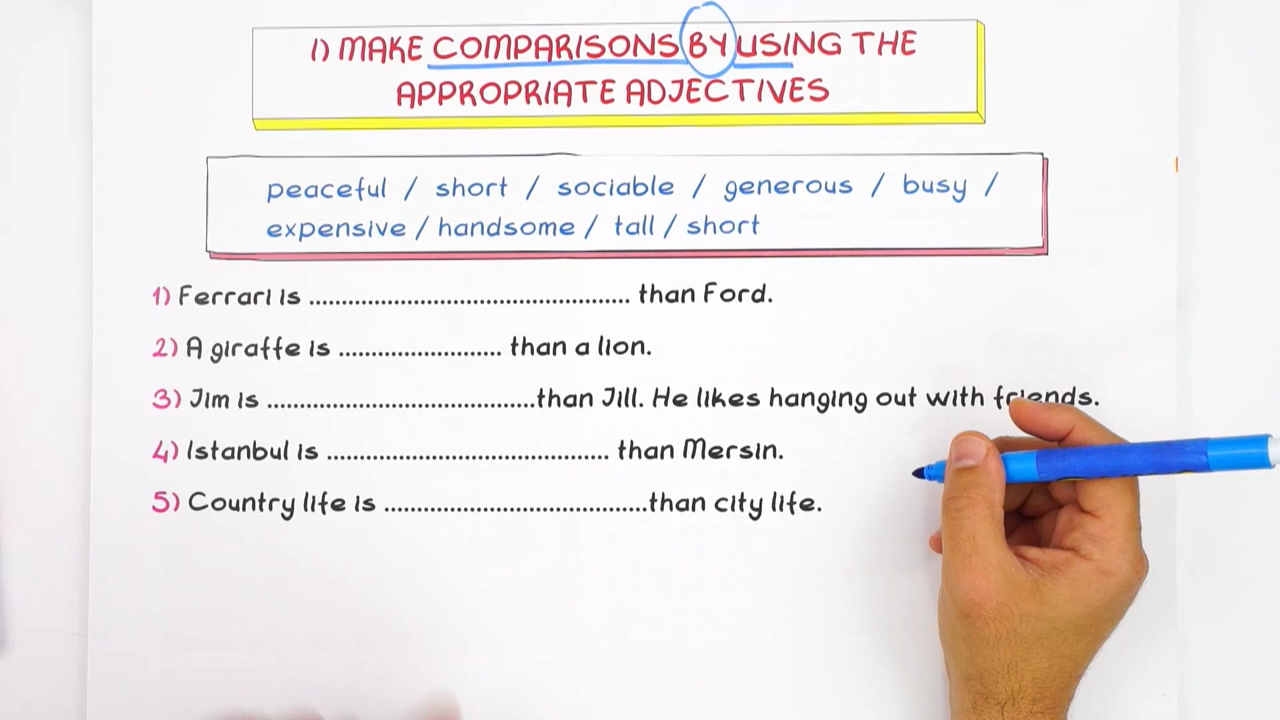 1) MAKE COMPARISONS BY USING THE
APPROPRIATE ADJECTIVES
peaceful / short / sociable / generous / busy /
expensive / handsome / tall / short
1) Ferrari is .................................................. than Ford.
2) A giraffe is ......................... than a lion.
3) Jim is ..........................................than Jill. He likes hanging out with friends.
4) Istanbul is ............................................ than Mersin.
5) Country life is .........................................than city life.